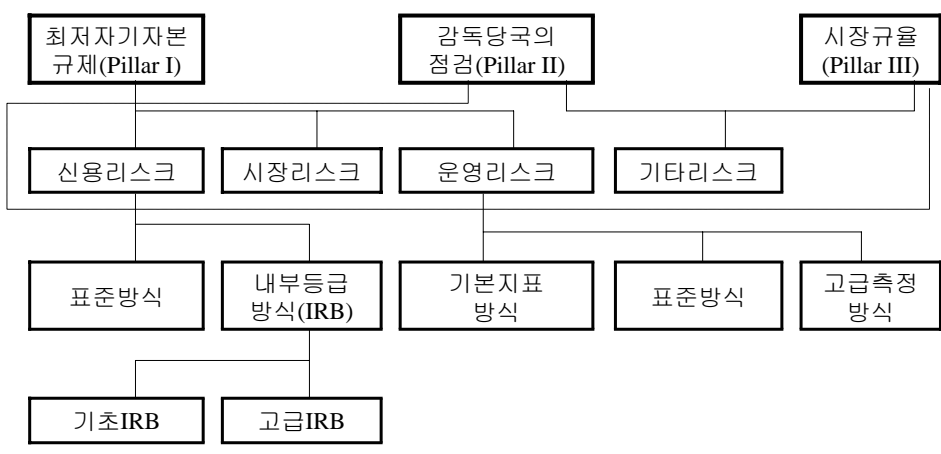 최저자기자본
규제(Pillar I)
감독당국의
점검(Pillar II)
시장규율
(Pillar III)
신용리스크
시장리스크
운영리스크
기타리스크
표준방식
내부등급
방식(IRB)
기본지표
방식
표준방식
고급측정
방식
기초IRB
고급IRB